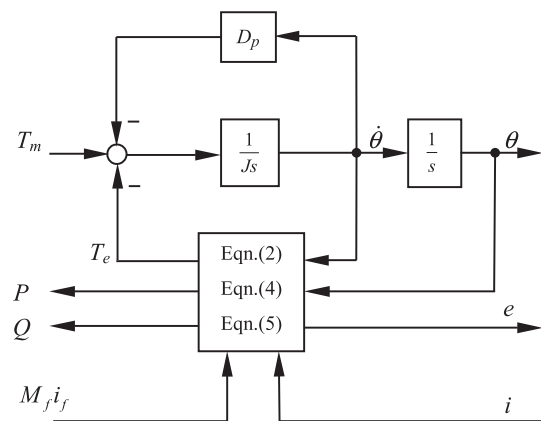 D_p
T_m
1/Js
θ̇
1/s
θ
T_e
Eqn.(2)
P
Eqn.(4)
Q
Eqn.(5)
e
M_f i_f
i